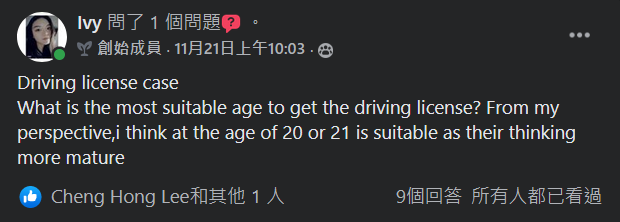 Ivy 問了 1 個問題 。
創始成員 · 11月21日上午10:03 ·
Driving license case
What is the most suitable age to get the driving license? From my
perspective,i think at the age of 20 or 21 is suitable as their thinking
more mature
Cheng Hong Lee和其他 1 人 9個回答 所有人都已看過